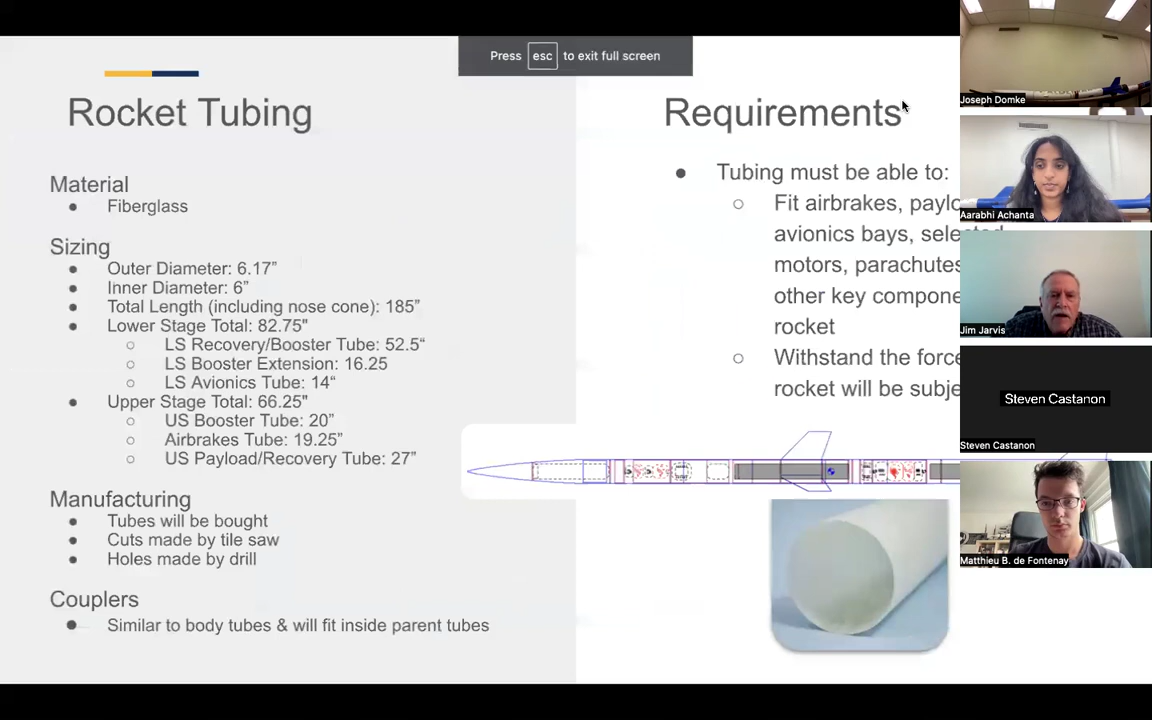 Press esc to exit full screen
Rocket Tubing
Material
Fiberglass
Sizing
Outer Diameter: 6.17”
Inner Diameter: 6”
Total Length (including nose cone): 185”
Lower Stage Total: 82.75"
LS Recovery/Booster Tube: 52.5“
LS Booster Extension: 16.25
LS Avionics Tube: 14“
Upper Stage Total: 66.25"
US Booster Tube: 20”
Airbrakes Tube: 19.25”
US Payload/Recovery Tube: 27”
Manufacturing
Tubes will be bought
Cuts made by tile saw
Holes made by drill
Couplers
Similar to body tubes & will fit inside parent tubes
Requirements
Tubing must be able to:
Fit airbrakes, paylo
avionics bays, selected
motors, parachutes
other key compone
rocket
Withstand the force
rocket will be subje
Joseph Domke
Aarabhi Achanta
Jim Jarvis
Steven Castanon
Steven Castanon
Matthieu B. de Fontenay